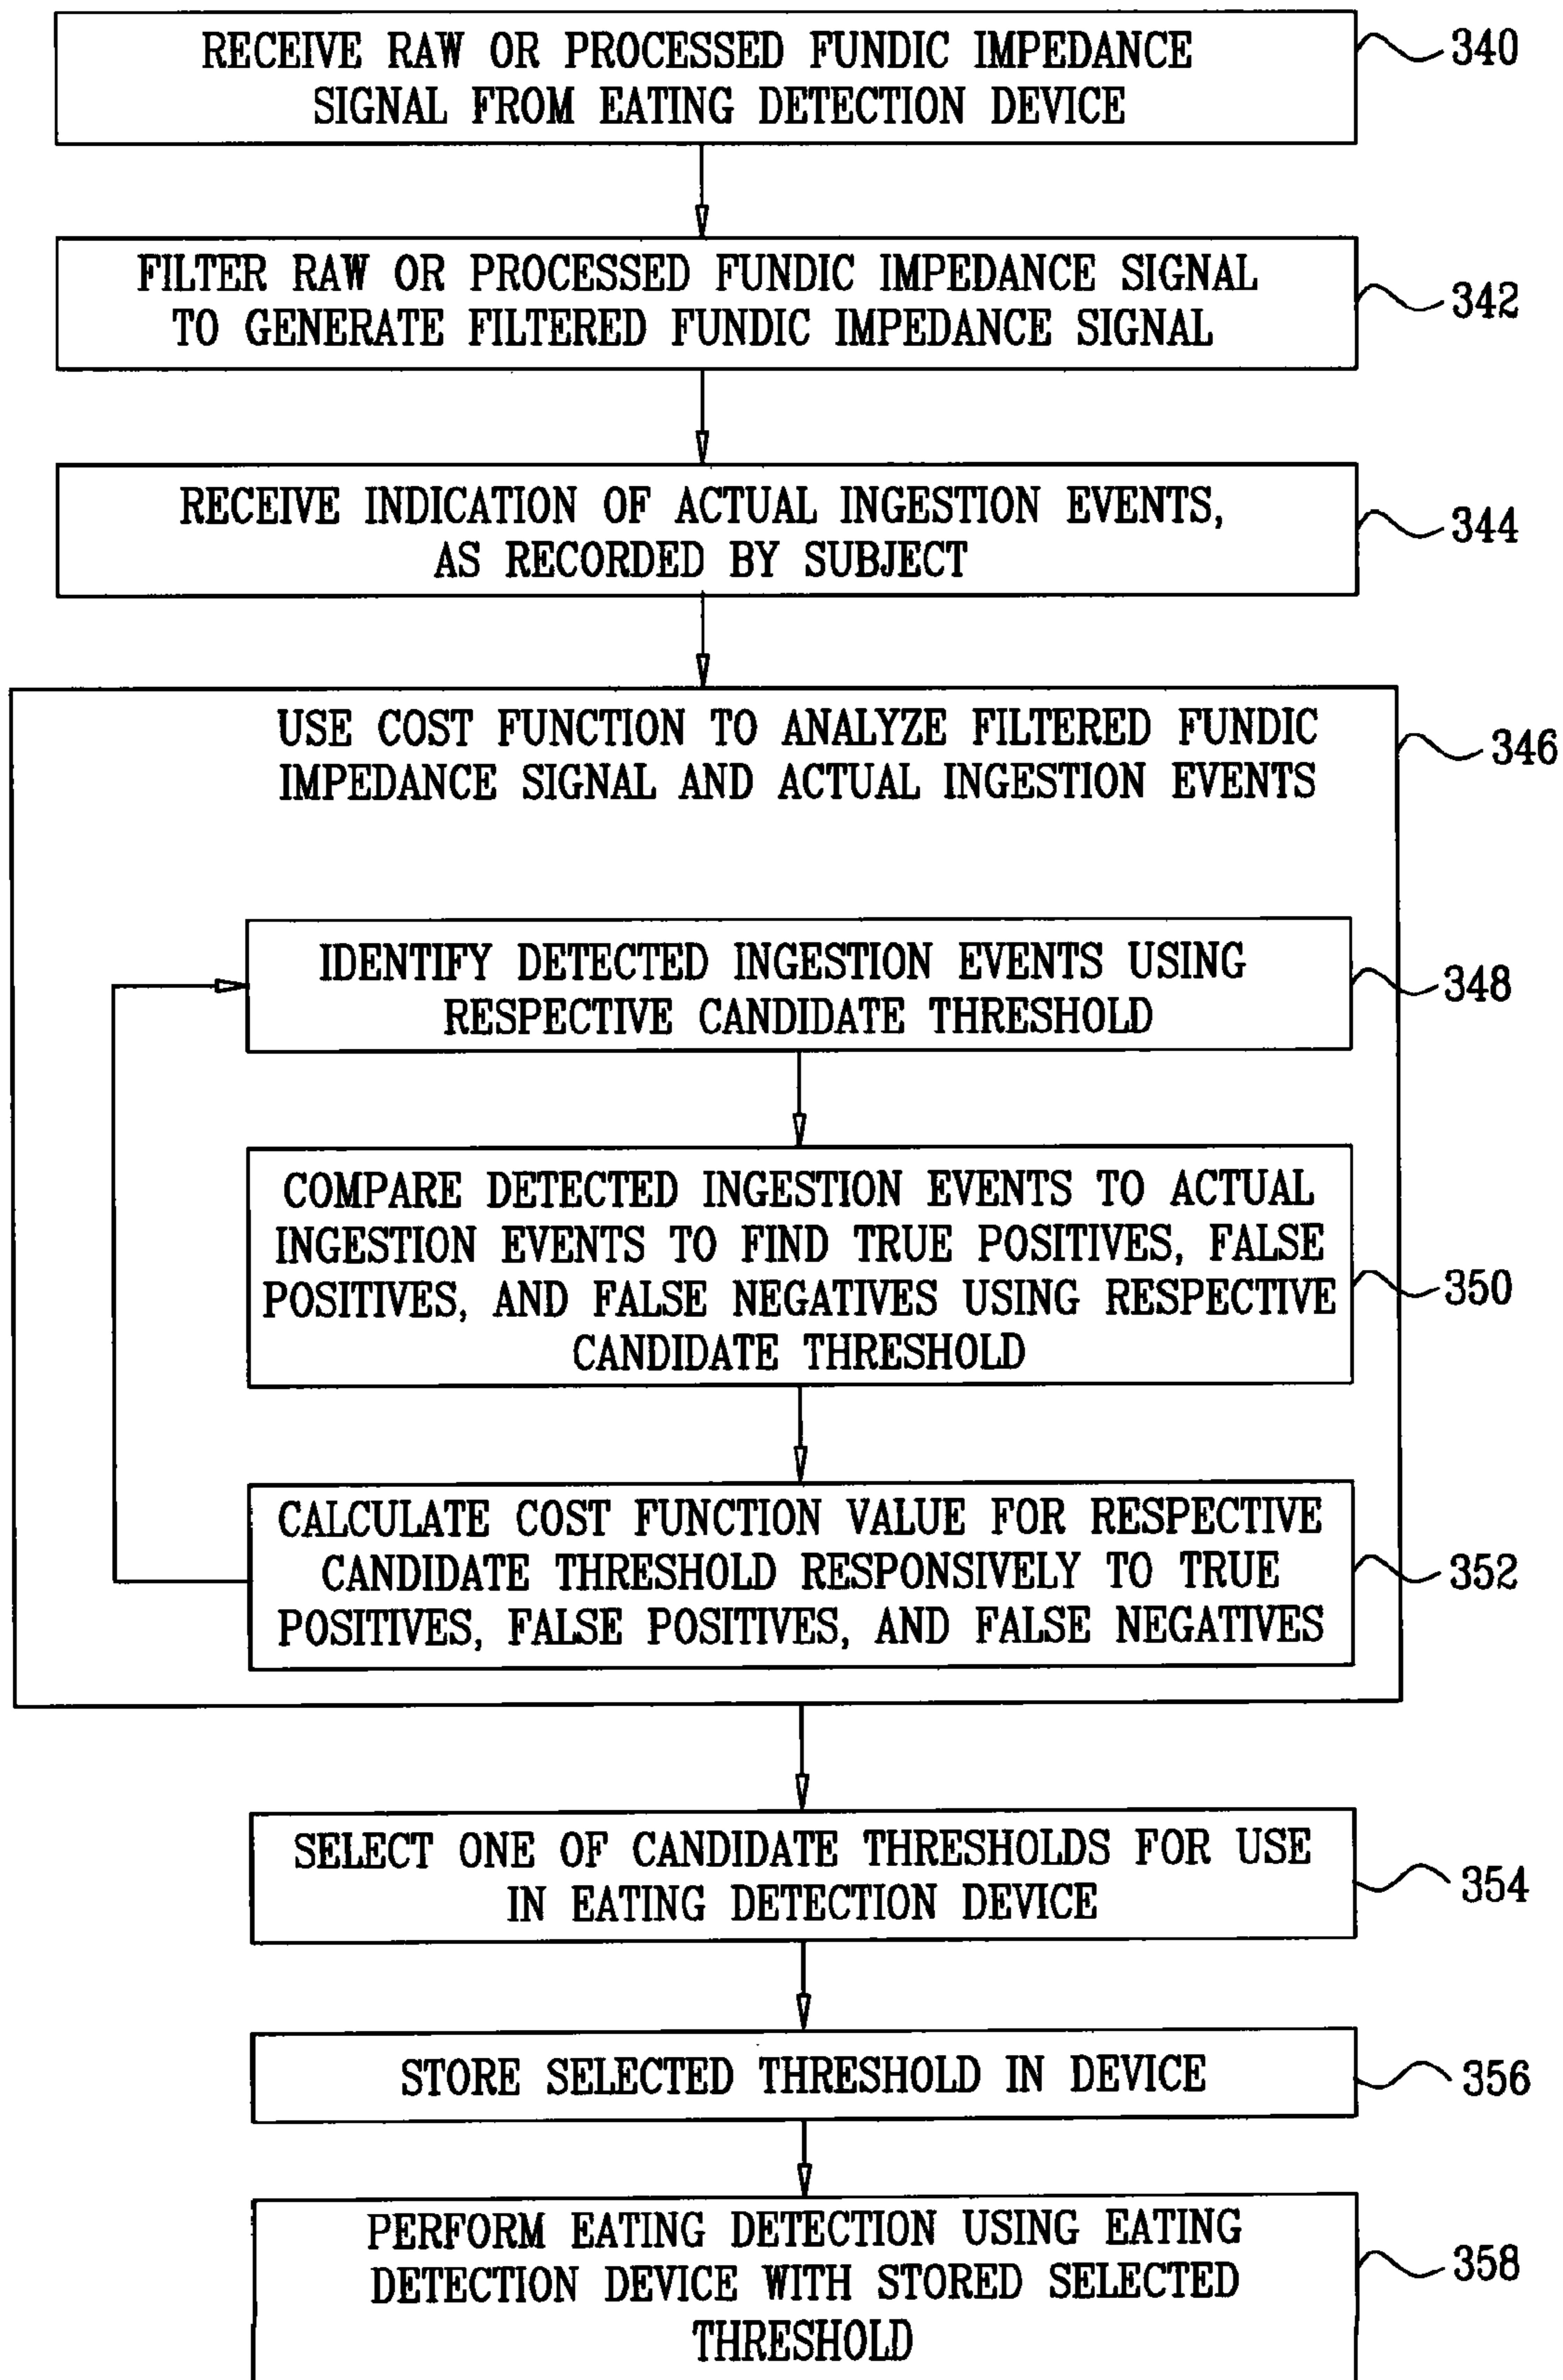 RECEIVE RAW OR PROCESSED FUNDIC IMPEDANCE
SIGNAL FROM EATING DETECTION DEVICE
340
FILTER RAW OR PROCESSED FUNDIC IMPEDANCE SIGNAL
TO GENERATE FILTERED FUNDIC IMPEDANCE SIGNAL
342
RECEIVE INDICATION OF ACTUAL INGESTION EVENTS,
AS RECORDED BY SUBJECT
344
USE COST FUNCTION TO ANALYZE FILTERED FUNDIC
IMPEDANCE SIGNAL AND ACTUAL INGESTION EVENTS
346
IDENTIFY DETECTED INGESTION EVENTS USING
RESPECTIVE CANDIDATE THRESHOLD
348
COMPARE DETECTED INGESTION EVENTS TO ACTUAL
INGESTION EVENTS TO FIND TRUE POSITIVES, FALSE
POSITIVES, AND FALSE NEGATIVES USING RESPECTIVE
CANDIDATE THRESHOLD
350
CALCULATE COST FUNCTION VALUE FOR RESPECTIVE
CANDIDATE THRESHOLD RESPONSIVELY TO TRUE
POSITIVES, FALSE POSITIVES, AND FALSE NEGATIVES
352
SELECT ONE OF CANDIDATE THRESHOLDS FOR USE
IN EATING DETECTION DEVICE
354
STORE SELECTED THRESHOLD IN DEVICE
356
PERFORM EATING DETECTION USING EATING
DETECTION DEVICE WITH STORED SELECTED
THRESHOLD
358